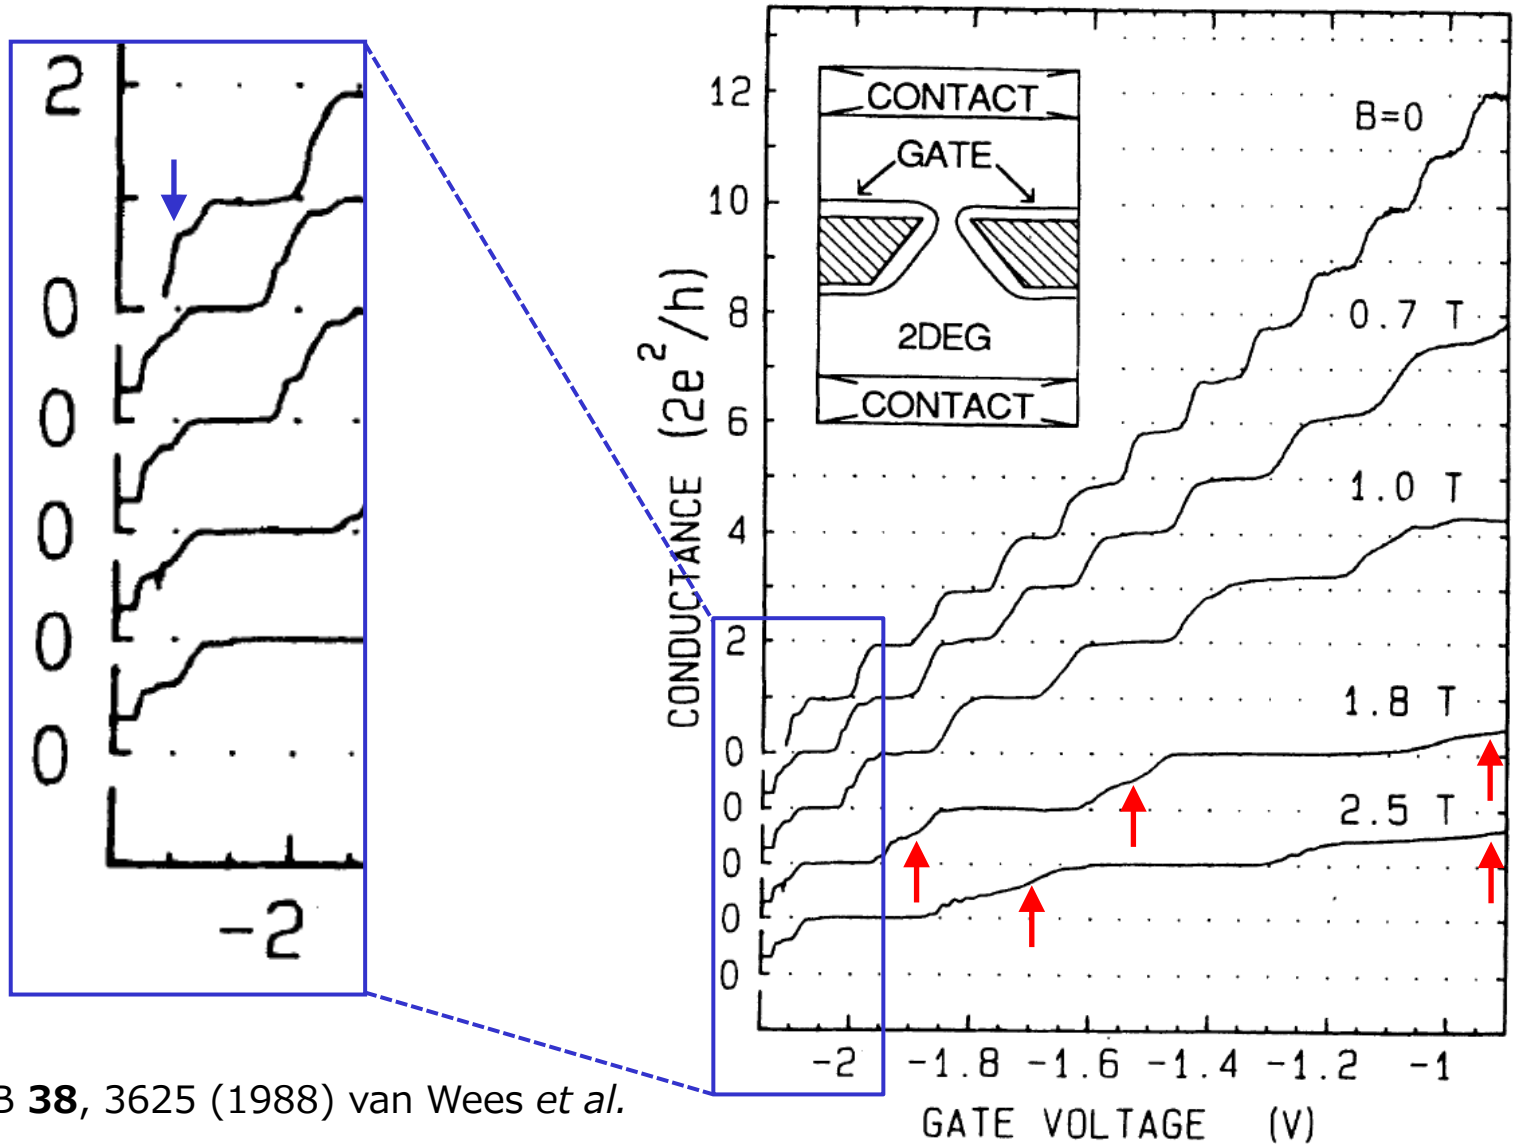 2
0
0
0
0
0
-2
CONDUCTANCE (2e²/h)
12
10
8
6
4
2
0
0
0
0
0
CONTACT
GATE
2DEG
CONTACT
B=0
0.7 T
1.0 T
1.8 T
2.5 T
-2 -1.8 -1.6 -1.4 -1.2 -1
GATE VOLTAGE (V)
B 38, 3625 (1988) van Wees et al.